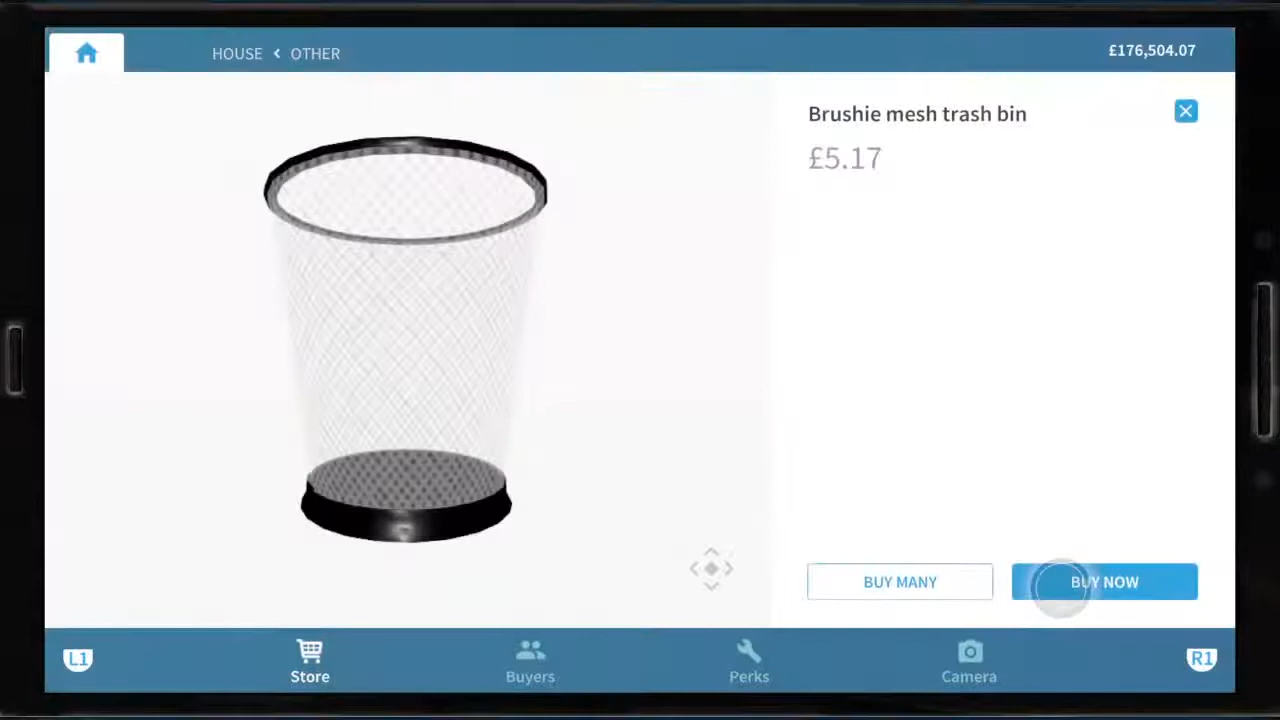 HOUSE < OTHER
£176,504.07
Brushie mesh trash bin
£5.17
BUY MANY
BUY NOW
L1
Store
Buyers
Perks
Camera
R1